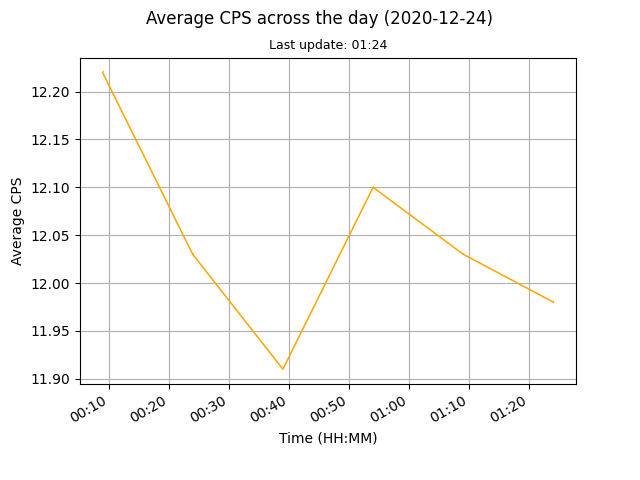 Average CPS across the day (2020-12-24)
Last update: 01:24
12.20
12.15
12.10
12.05
12.00
11.95
11.90
Average CPS
00:10 00:20 00:30 00:40 00:50 01:00 01:10 01:20
Time (HH:MM)